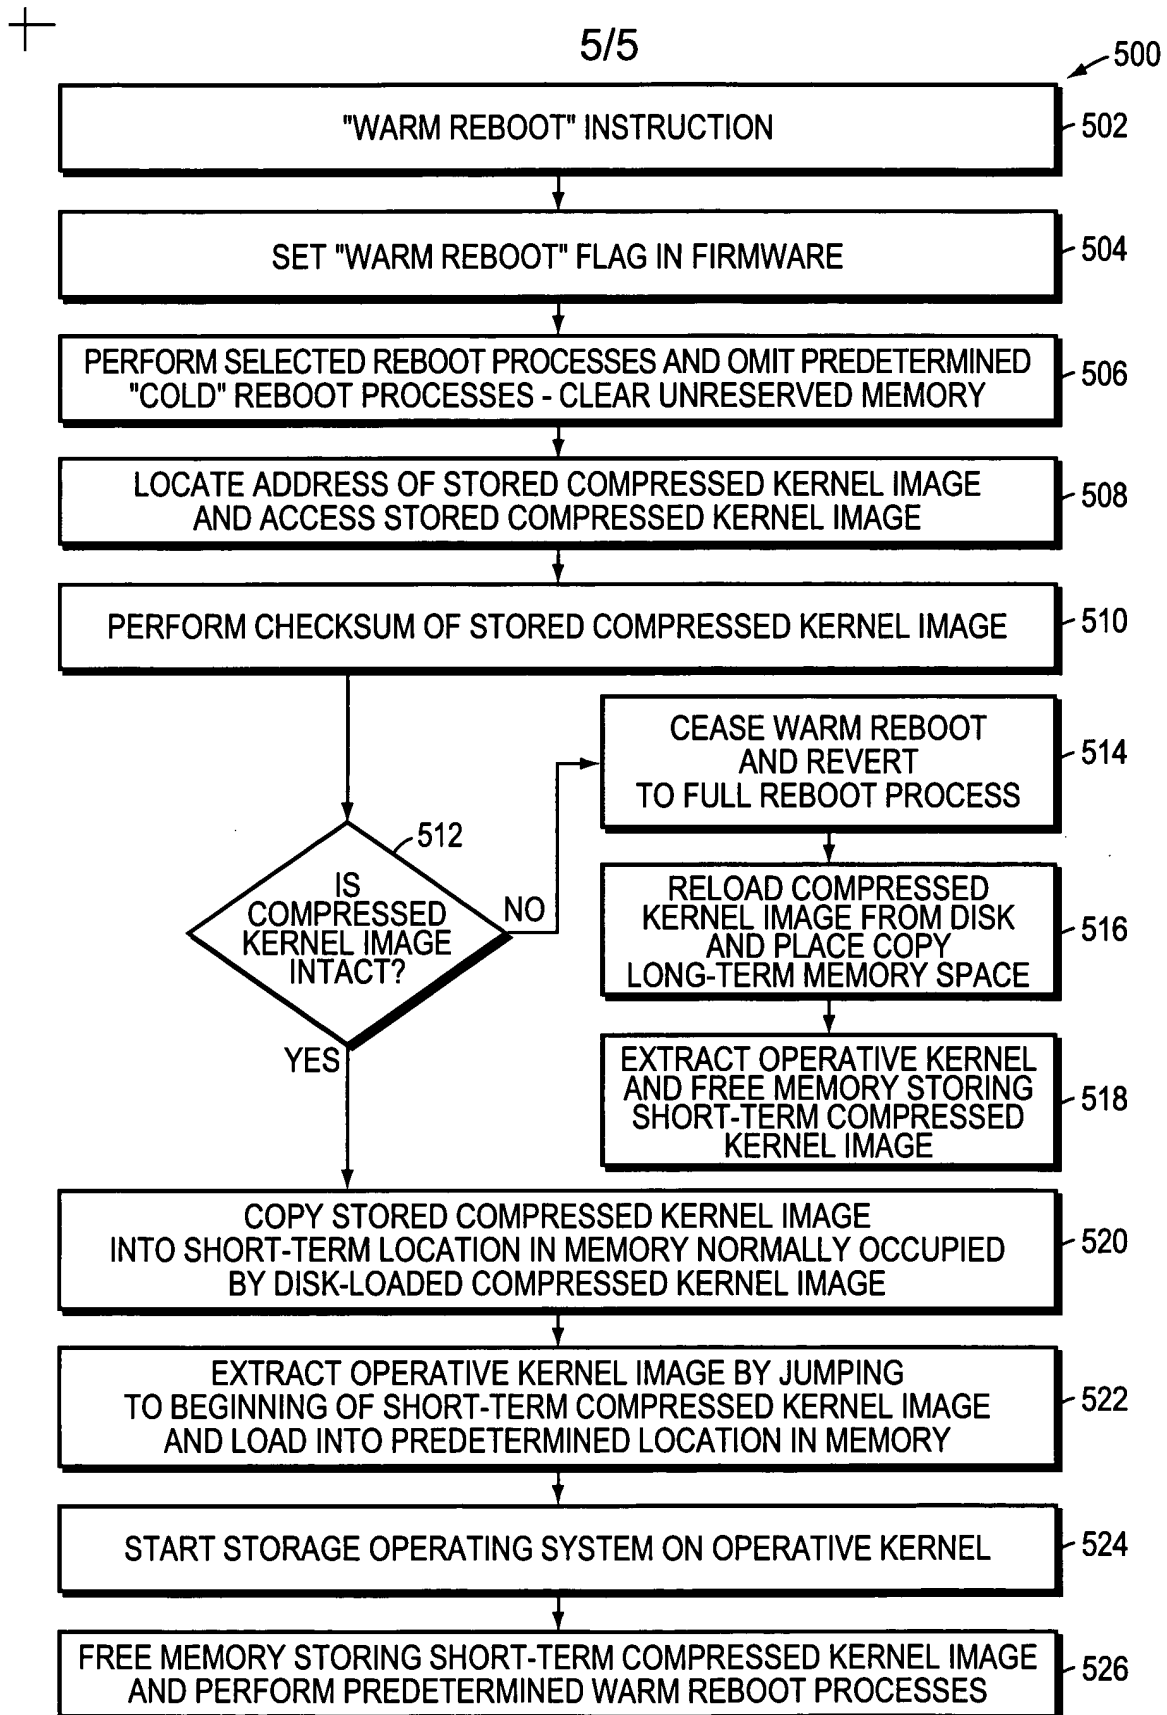 5/5
500
"WARM REBOOT" INSTRUCTION
502
SET "WARM REBOOT" FLAG IN FIRMWARE
504
PERFORM SELECTED REBOOT PROCESSES AND OMIT PREDETERMINED
"COLD" REBOOT PROCESSES - CLEAR UNRESERVED MEMORY
506
LOCATE ADDRESS OF STORED COMPRESSED KERNEL IMAGE
AND ACCESS STORED COMPRESSED KERNEL IMAGE
508
PERFORM CHECKSUM OF STORED COMPRESSED KERNEL IMAGE
510
CEASE WARM REBOOT
AND REVERT
TO FULL REBOOT PROCESS
514
512
IS
COMPRESSED
KERNEL IMAGE
INTACT?
NO
YES
RELOAD COMPRESSED
KERNEL IMAGE FROM DISK
AND PLACE COPY
LONG-TERM MEMORY SPACE
516
EXTRACT OPERATIVE KERNEL
AND FREE MEMORY STORING
SHORT-TERM COMPRESSED
KERNEL IMAGE
518
COPY STORED COMPRESSED KERNEL IMAGE
INTO SHORT-TERM LOCATION IN MEMORY NORMALLY OCCUPIED
BY DISK-LOADED COMPRESSED KERNEL IMAGE
520
EXTRACT OPERATIVE KERNEL IMAGE BY JUMPING
TO BEGINNING OF SHORT-TERM COMPRESSED KERNEL IMAGE
AND LOAD INTO PREDETERMINED LOCATION IN MEMORY
522
START STORAGE OPERATING SYSTEM ON OPERATIVE KERNEL
524
FREE MEMORY STORING SHORT-TERM COMPRESSED KERNEL IMAGE
AND PERFORM PREDETERMINED WARM REBOOT PROCESSES
526